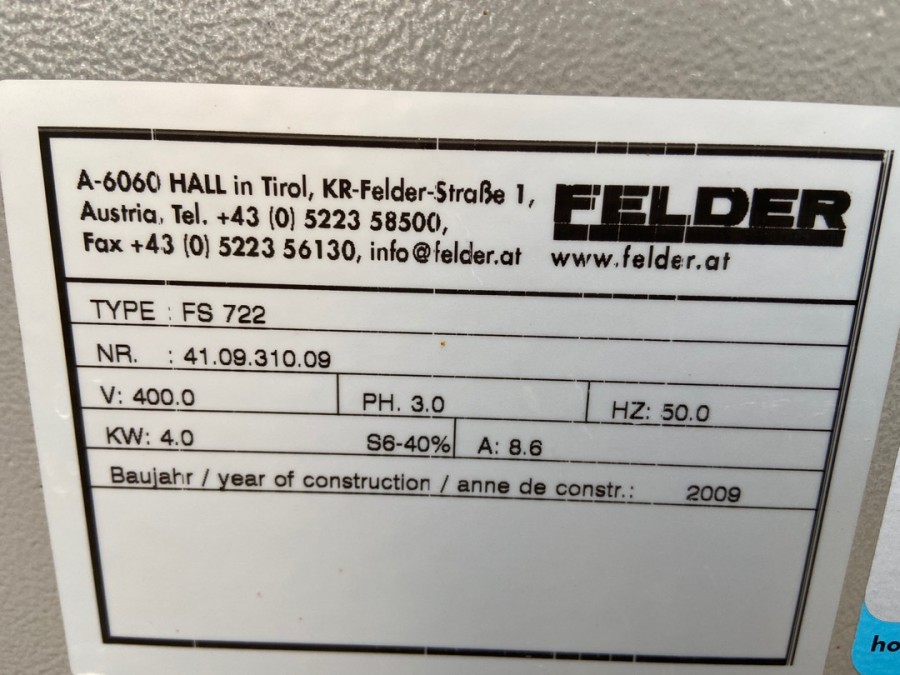 A-6060 HALL in Tirol, KR-Felder-Straße 1,
Austria, Tel. +43 (0) 5223 58500,
Fax +43 (0) 5223 56130, info@felder.at
FELDER
www.felder.at
TYPE : FS 722
NR. : 41.09.310.09
V: 400.0 PH. 3.0 HZ: 50.0
KW: 4.0 S6-40% A: 8.6
Baujahr / year of construction / anne de constr.: 2009
ho